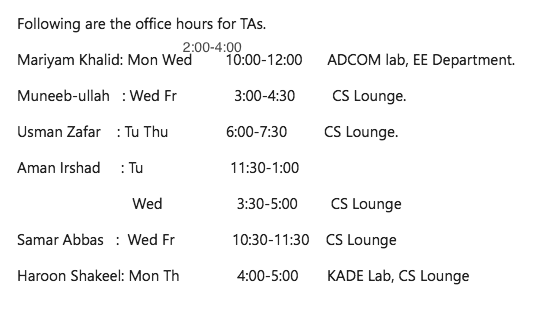 Following are the office hours for TAs.
2:00-4:00
Mariyam Khalid: Mon Wed 10:00-12:00 ADCOM lab, EE Department.
Muneeb-ullah : Wed Fr 3:00-4:30 CS Lounge.
Usman Zafar : Tu Thu 6:00-7:30 CS Lounge.
Aman Irshad : Tu 11:30-1:00
Wed 3:30-5:00 CS Lounge
Samar Abbas : Wed Fr 10:30-11:30 CS Lounge
Haroon Shakeel: Mon Th 4:00-5:00 KADE Lab, CS Lounge